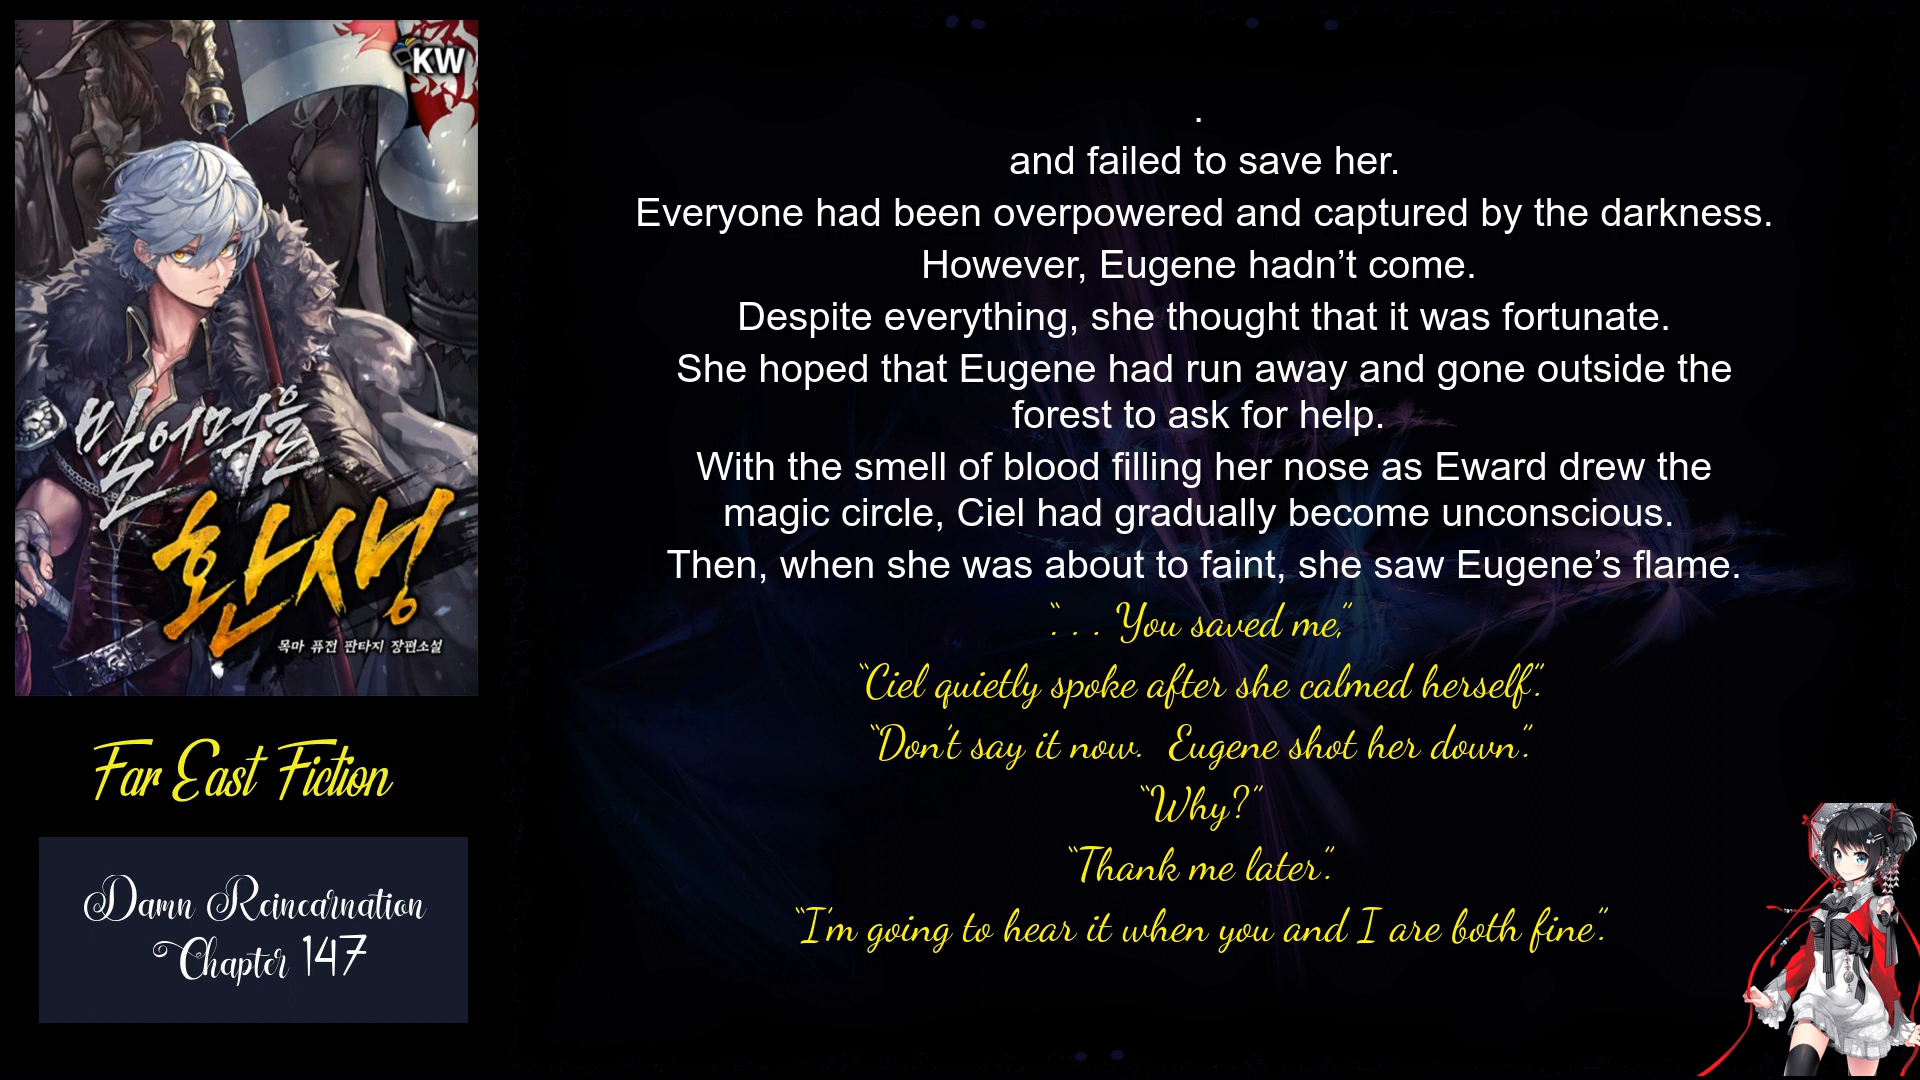 KW
빌어먹을
환생
목마 퓨전 판타지 장편소설
Far East Fiction
Damn Reincarnation
Chapter 147
.
and failed to save her.
Everyone had been overpowered and captured by the darkness.
However, Eugene hadn’t come.
Despite everything, she thought that it was fortunate.
She hoped that Eugene had run away and gone outside the
forest to ask for help.
With the smell of blood filling her nose as Eward drew the
magic circle, Ciel had gradually become unconscious.
Then, when she was about to faint, she saw Eugene’s flame.
“. . . You saved me,”
“Ciel quietly spoke after she calmed herself.”
“Don’t say it now.  Eugene shot her down.”
“Why?”
“Thank me later.”
“I’m going to hear it when you and I are both fine.”